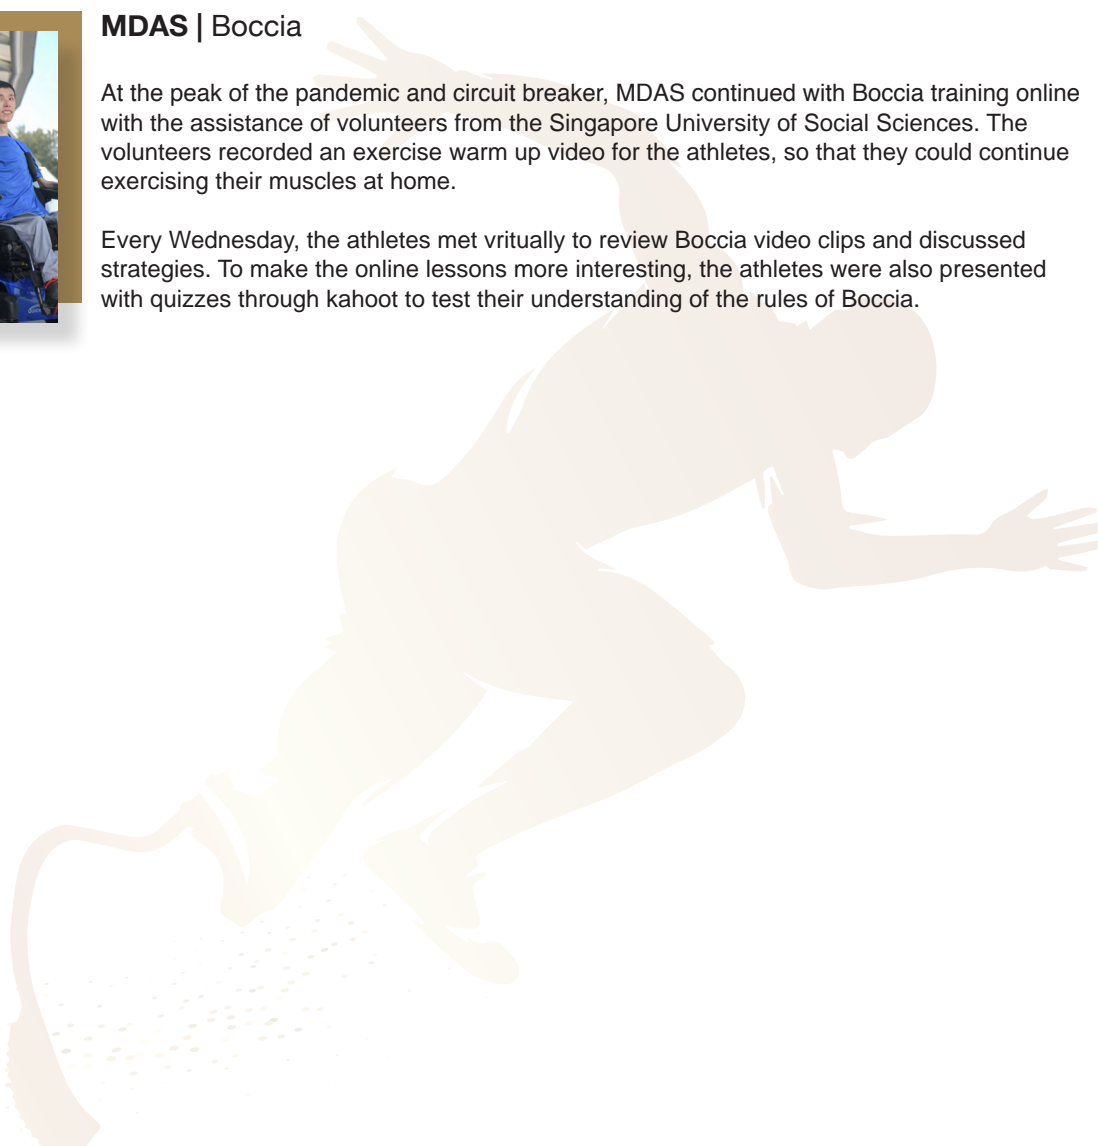 MDAS | Boccia
At the peak of the pandemic and circuit breaker, MDAS continued with Boccia training online
with the assistance of volunteers from the Singapore University of Social Sciences. The
volunteers recorded an exercise warm up video for the athletes, so that they could continue
exercising their muscles at home.
Every Wednesday, the athletes met vritually to review Boccia video clips and discussed
strategies. To make the online lessons more interesting, the athletes were also presented
with quizzes through kahoot to test their understanding of the rules of Boccia.